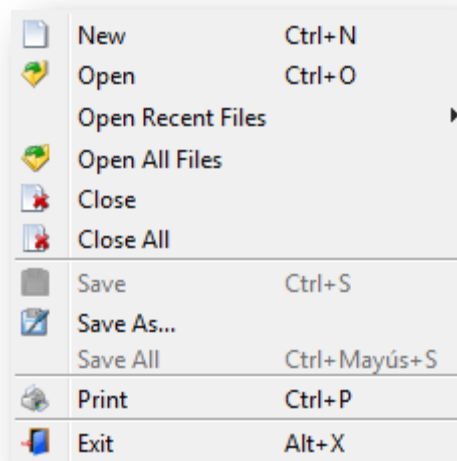 New Ctrl+N
Open Ctrl+O
Open Recent Files
Open All Files
Close
Close All
Save Ctrl+S
Save As...
Save All Ctrl+Mayús+S
Print Ctrl+P
Exit Alt+X